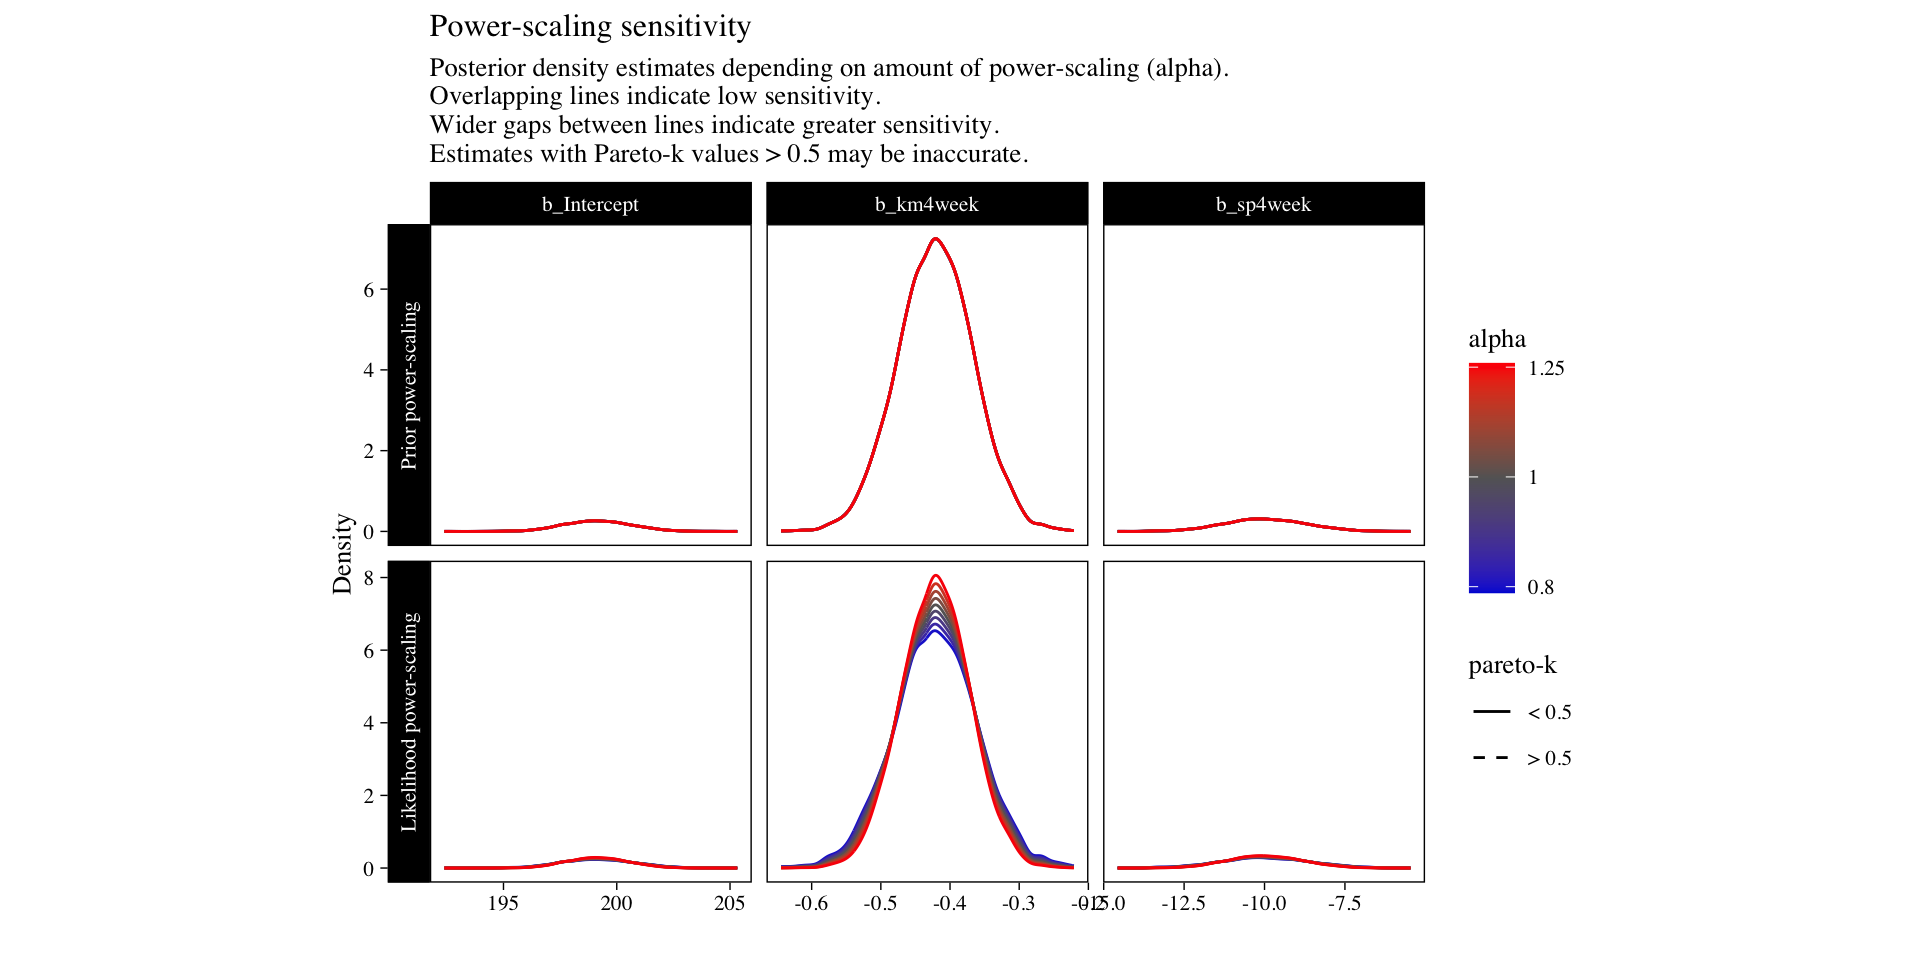 Power-scaling sensitivity
Posterior density estimates depending on amount of power-scaling (alpha).
Overlapping lines indicate low sensitivity.
Wider gaps between lines indicate greater sensitivity.
Estimates with Pareto-k values > 0.5 may be inaccurate.
b_Intercept
b_km4week
b_sp4week
Density
Prior power-scaling
6
4
2
0
Likelihood power-scaling
8
6
4
2
0
195
200
205
-0.6
-0.5
-0.4
-0.3
-0.2
-15.0
-12.5
-10.0
-7.5
alpha
1.25
1
0.8
pareto-k
< 0.5
> 0.5